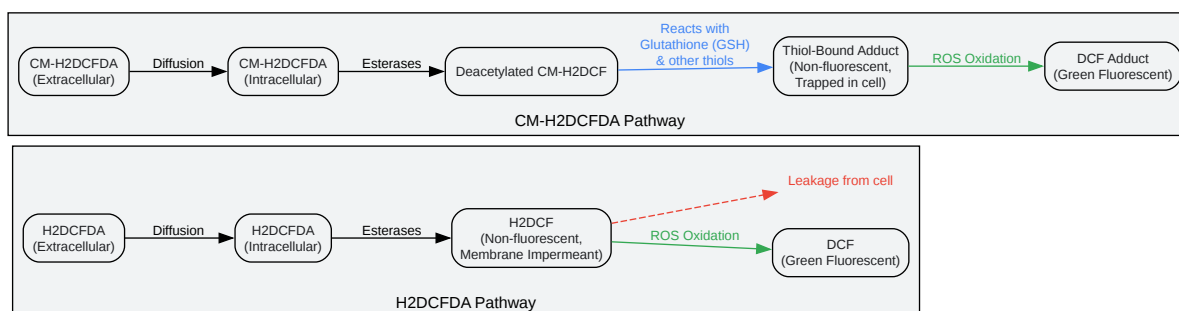 CM-H2DCFDA
(Extracellular)
Diffusion
CM-H2DCFDA
(Intracellular)
Esterases
Deacetylated CM-H2DCF
Reacts with
Glutathione (GSH)
& other thiols
Thiol-Bound Adduct
(Non-fluorescent,
Trapped in cell)
ROS Oxidation
DCF Adduct
(Green Fluorescent)
CM-H2DCFDA Pathway
H2DCFDA
(Extracellular)
Diffusion
H2DCFDA
(Intracellular)
Esterases
H2DCF
(Non-fluorescent,
Membrane Impermeant)
Leakage from cell
ROS Oxidation
DCF
(Green Fluorescent)
H2DCFDA Pathway